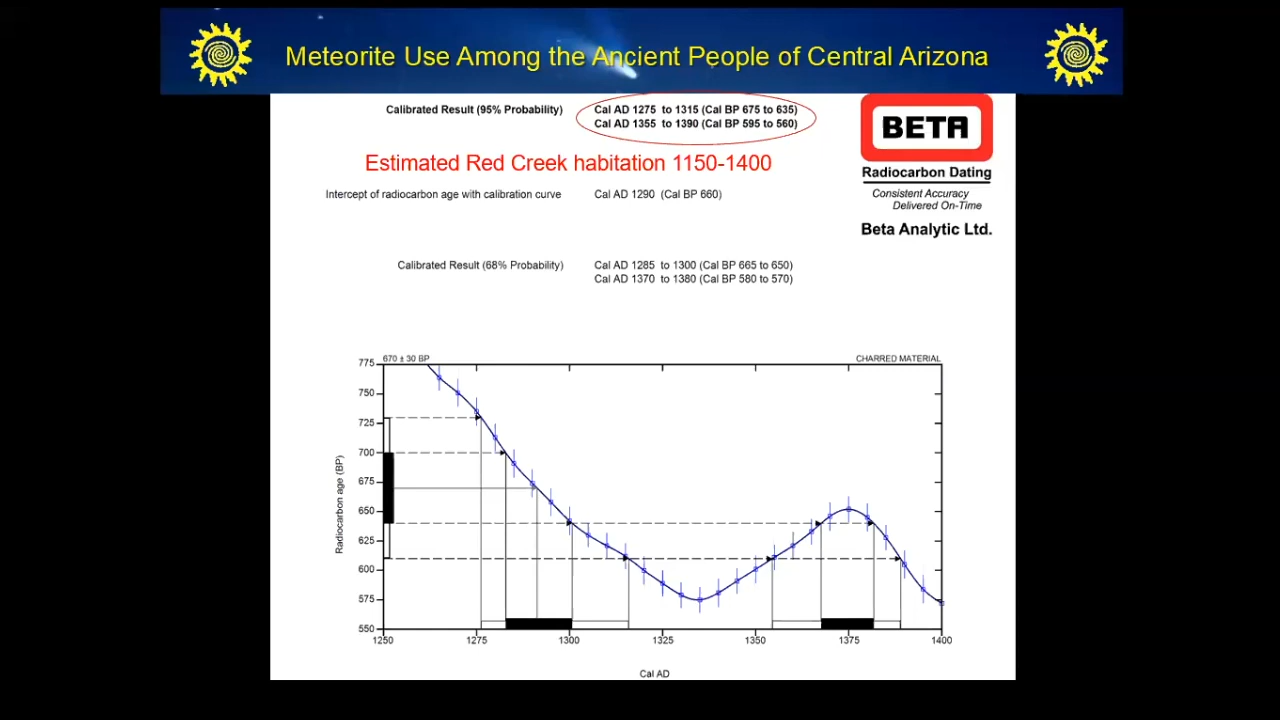 Meteorite Use Among the Ancient People of Central Arizona
Calibrated Result (95% Probability) Cal AD 1275 to 1315 (Cal BP 675 to 635)
Cal AD 1355 to 1390 (Cal BP 595 to 560)
BETA
Estimated Red Creek habitation 1150-1400
Radiocarbon Dating
Intercept of radiocarbon age with calibration curve Cal AD 1290 (Cal BP 660)
Consistent Accuracy
Delivered On-Time
Beta Analytic Ltd.
Calibrated Result (68% Probability) Cal AD 1285 to 1300 (Cal BP 665 to 650)
Cal AD 1370 to 1380 (Cal BP 580 to 570)
670 ± 30 BP CHARRED MATERIAL
775
750
725
700
675
650
625
600
575
550
Radiocarbon age (BP)
1250 1275 1300 1325 1350 1375 1400
Cal AD